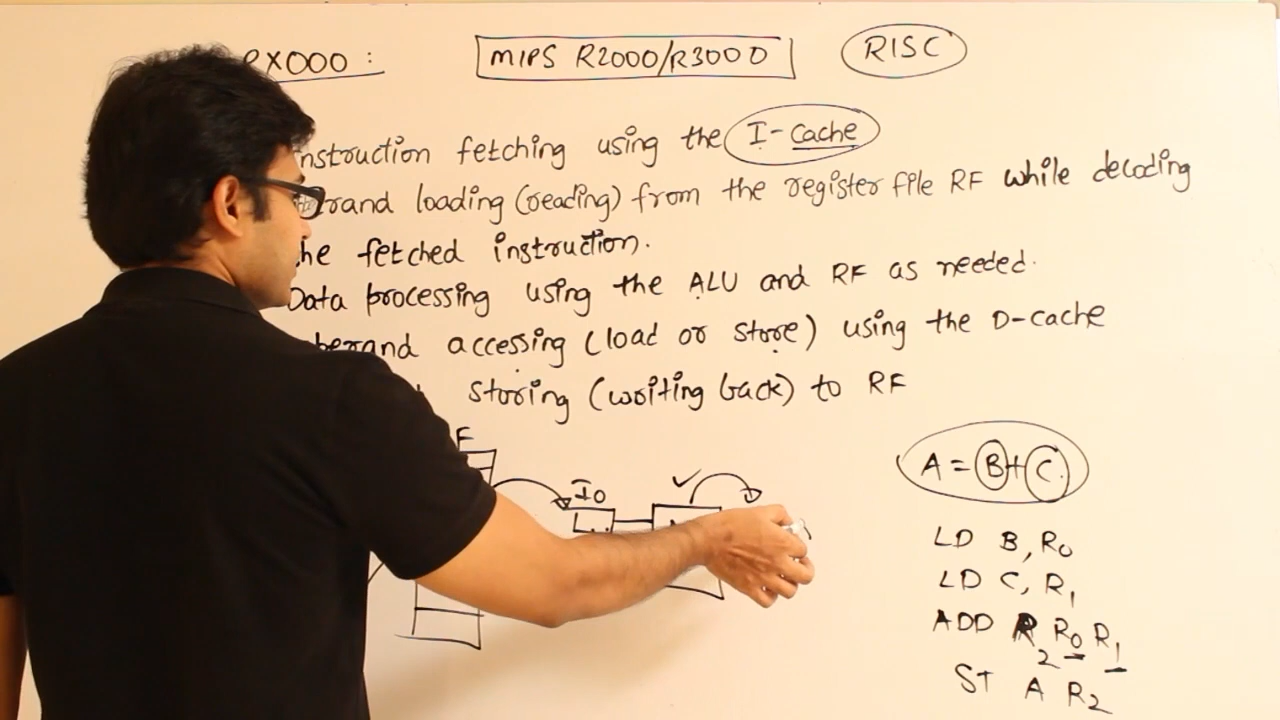 RX000 :
MIPS R2000/R3000
RISC
nstruction fetching using the I-cache
erand loading (reading) from the register file RF while decoding
he fetched instruction.
Data processing using the ALU and RF as needed.
perand accessing (load or store) using the D-cache
storing (writing back) to RF
F
I0
A = B+C
LD B, R0
LD C, R1
ADD R2 R0 R1
ST A R2